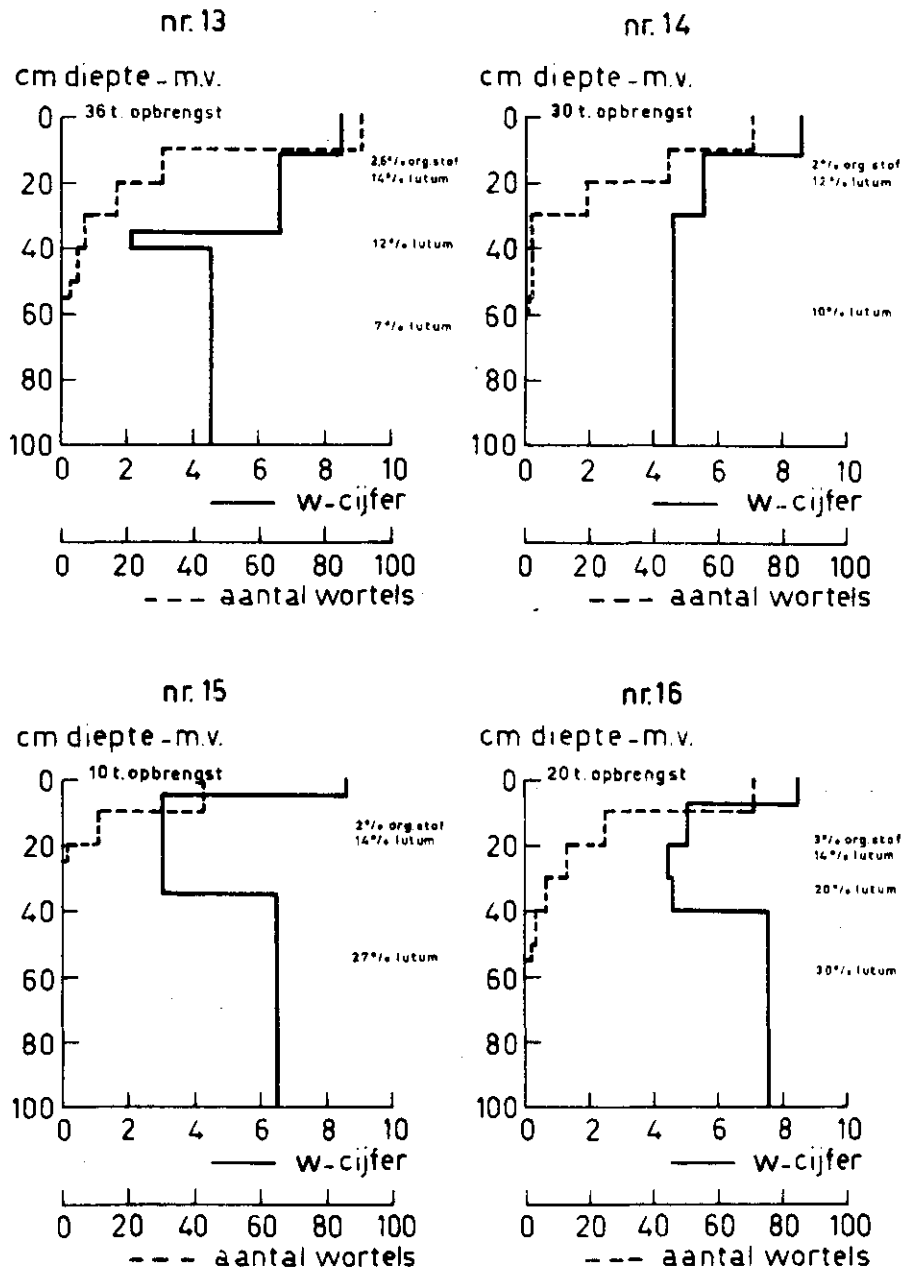 nr. 13
cm diepte - m.v.
36 t. opbrengst
0
20
40
60
80
100
2,6% org. stof
14% lutum
12% lutum
7% lutum
0 2 4 6 8 10
w-cijfer
0 20 40 60 80 100
aantal wortels
nr. 14
cm diepte - m.v.
30 t. opbrengst
0
20
40
60
80
100
2% org. stof
12% lutum
10% lutum
0 2 4 6 8 10
w-cijfer
0 20 40 60 80 100
aantal wortels
nr. 15
cm diepte - m.v.
10 t. opbrengst
0
20
40
60
80
100
2% org. stof
14% lutum
27% lutum
0 2 4 6 8 10
w-cijfer
0 20 40 60 80 100
aantal wortels
nr. 16
cm diepte - m.v.
20 t. opbrengst
0
20
40
60
80
100
3% org. stof
14% lutum
20% lutum
30% lutum
0 2 4 6 8 10
w-cijfer
0 20 40 60 80 100
aantal wortels